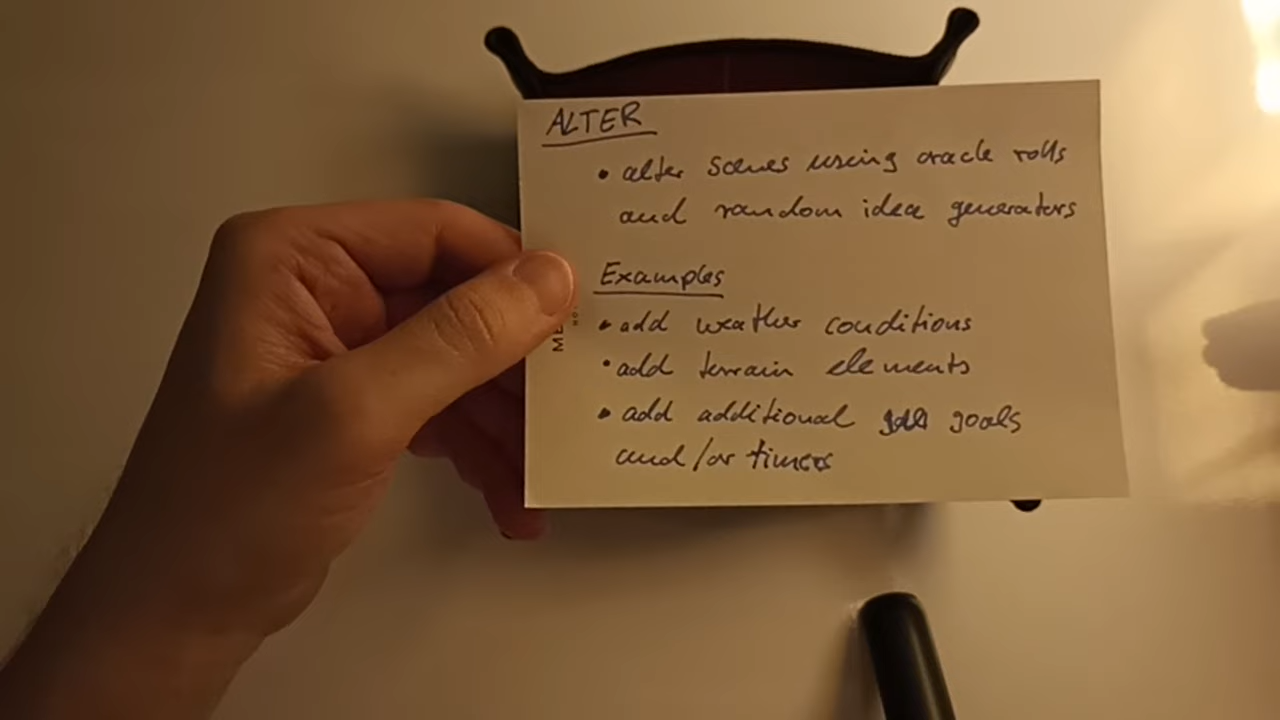 ALTER
• alter scenes using oracle rolls
and random idea generators
Examples
• add weather conditions
• add terrain elements
• add additional goals
and/or timers
ME